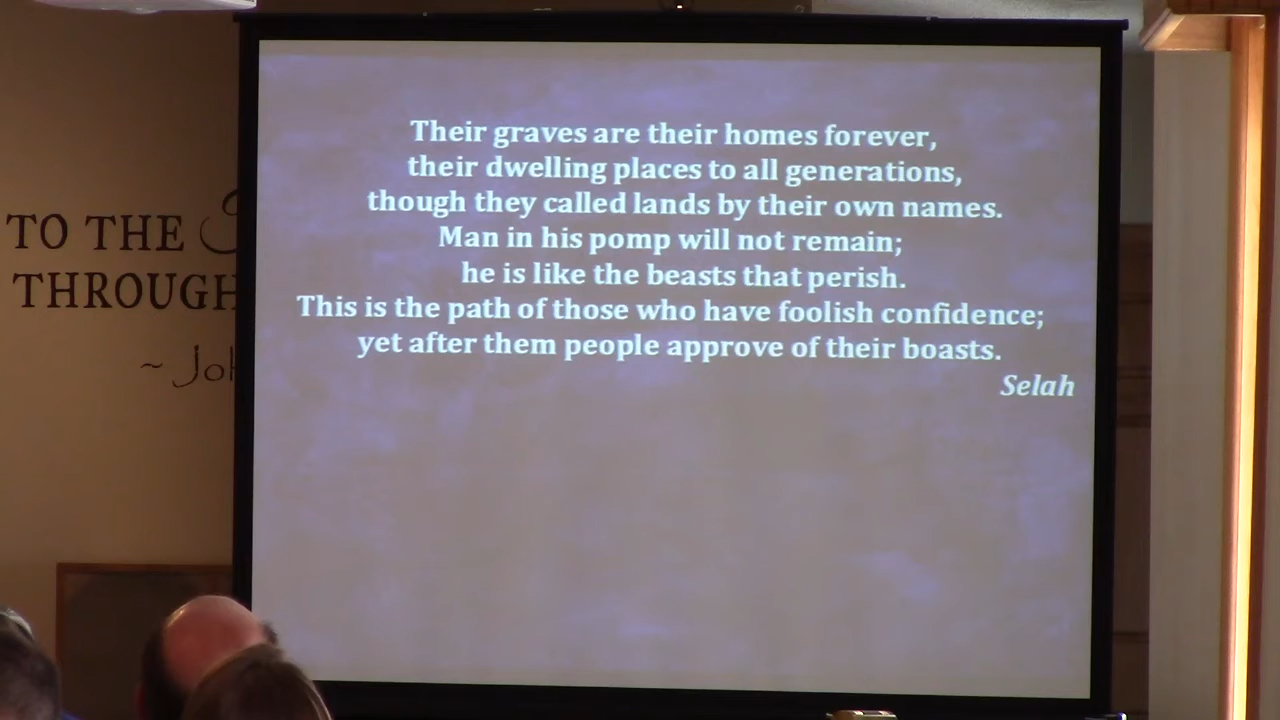 TO THE
THROUGH
~ Joh
Their graves are their homes forever,
their dwelling places to all generations,
though they called lands by their own names.
Man in his pomp will not remain;
he is like the beasts that perish.
This is the path of those who have foolish confidence;
yet after them people approve of their boasts.
Selah